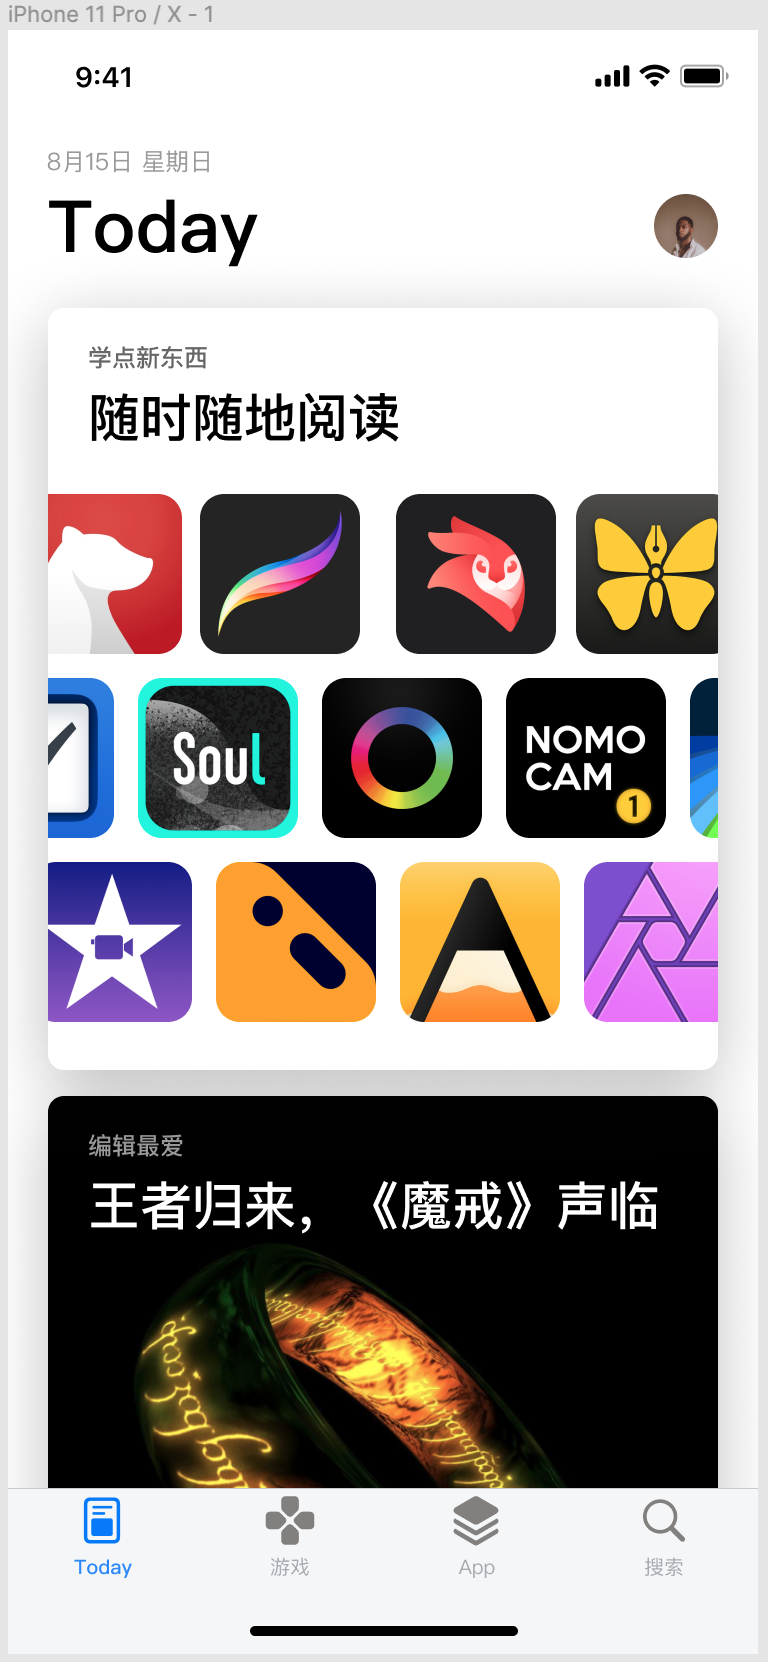 iPhone 11 Pro / X - 1
9:41
8月15日 星期日
Today
学点新东西
随时随地阅读
Soul
NOMO
CAM
1
编辑最爱
王者归来，《魔戒》声临
Today
游戏
App
搜索